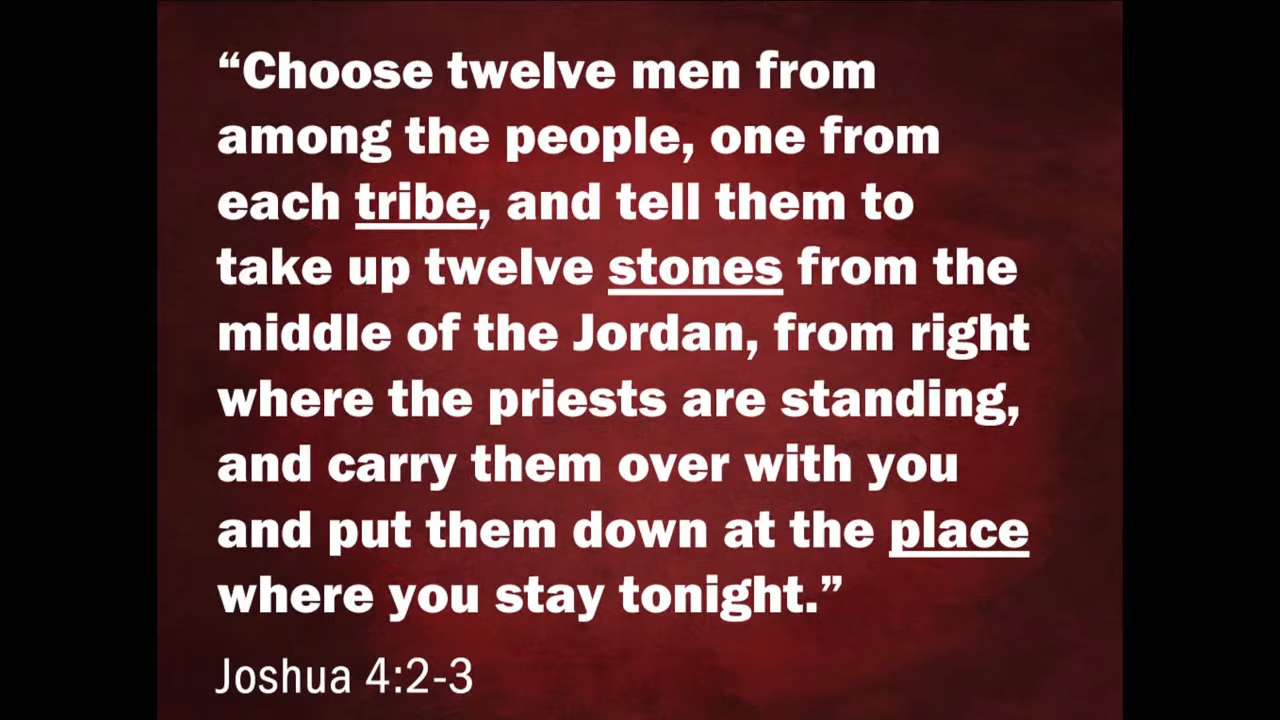 “Choose twelve men from
among the people, one from
each tribe, and tell them to
take up twelve stones from the
middle of the Jordan, from right
where the priests are standing,
and carry them over with you
and put them down at the place
where you stay tonight.”
Joshua 4:2-3